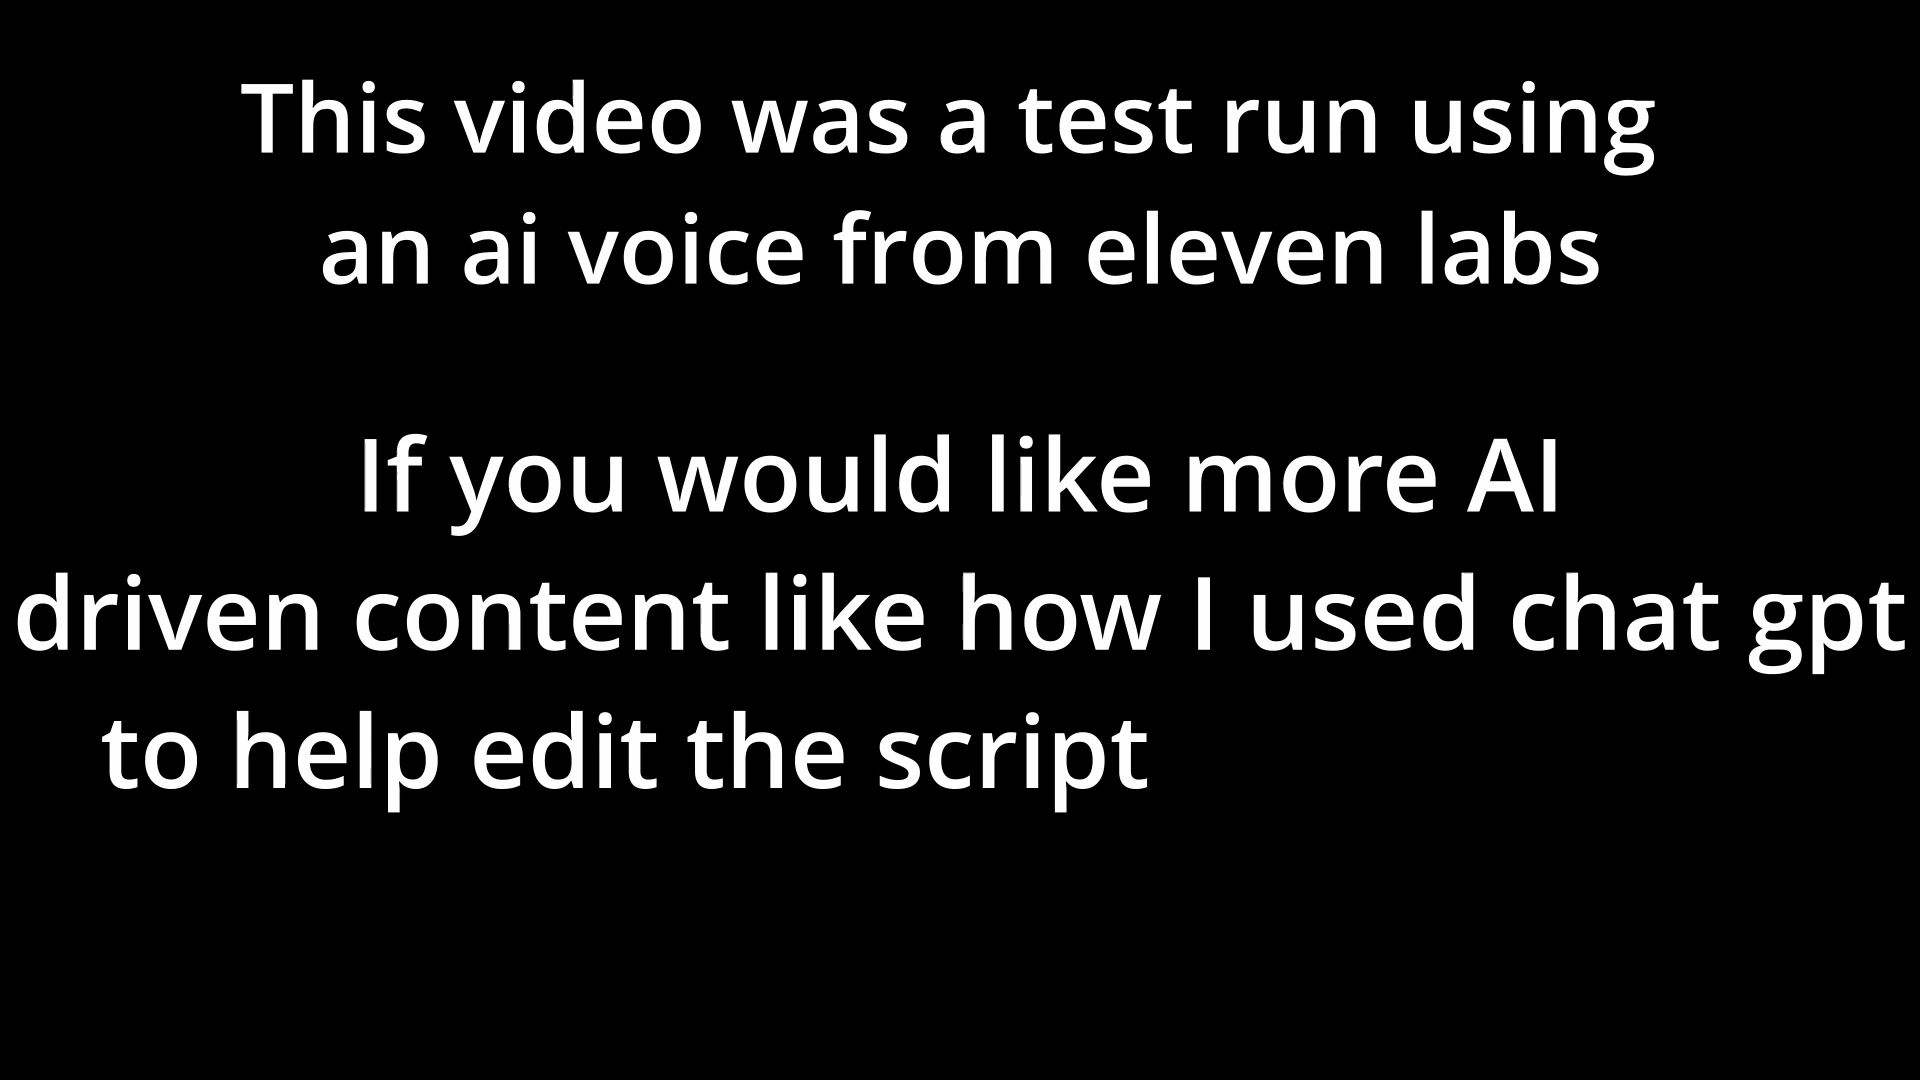 This video was a test run using
an ai voice from eleven labs
If you would like more AI
driven content like how I used chat gpt
to help edit the script